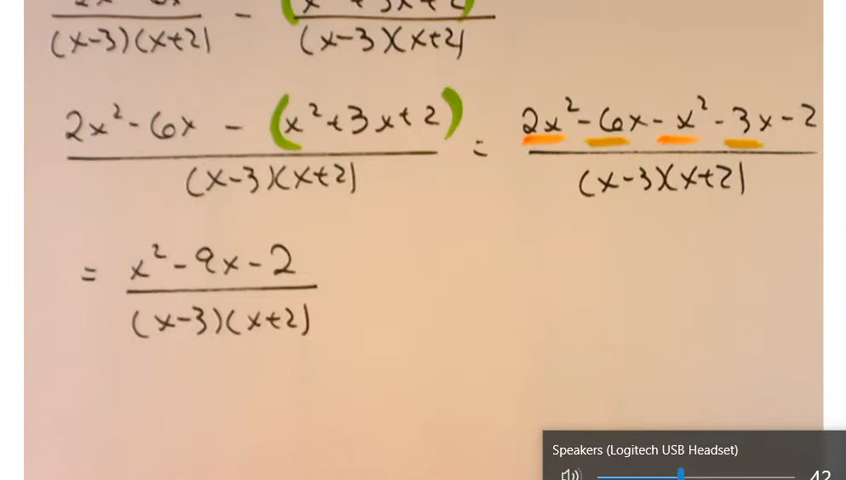 (x-3)(x+2) - (x-3)(x+2)
2x²-6x - (x²+3x+2) = 2x²-6x-x²-3x-2
(x-3)(x+2) (x-3)(x+2)
= x²-9x-2
(x-3)(x+2)
Speakers (Logitech USB Headset)
42